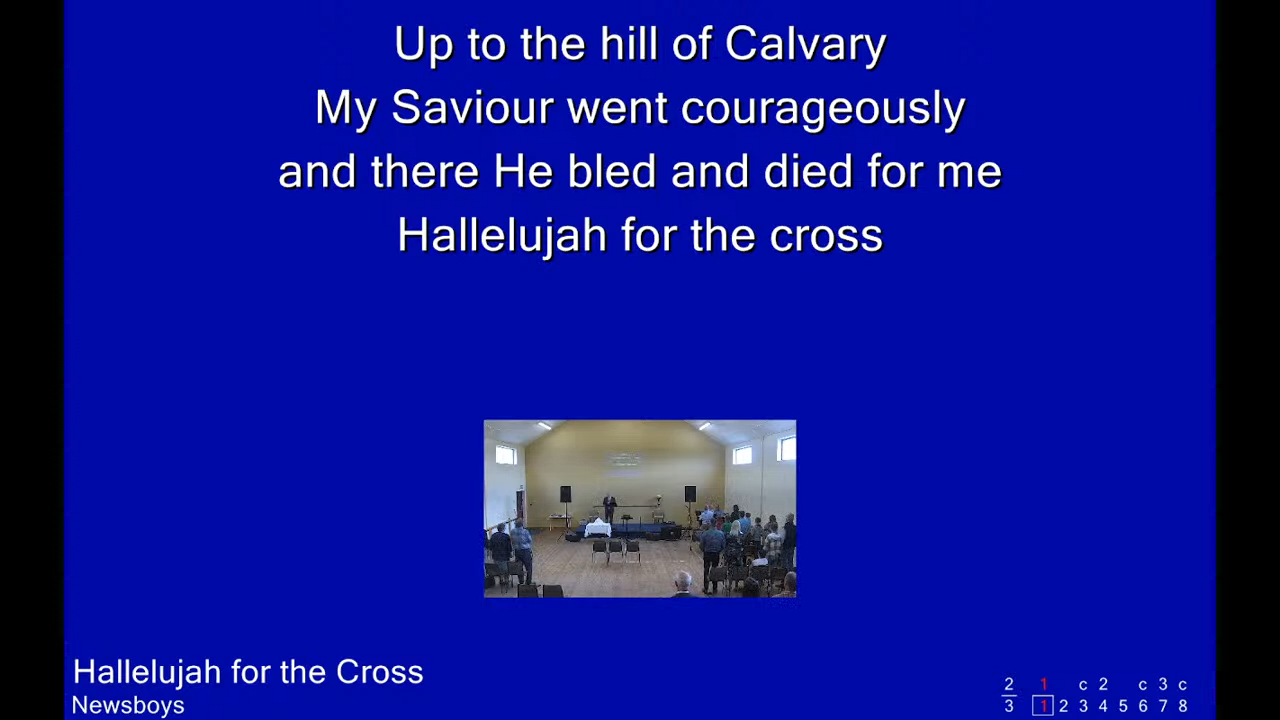 Up to the hill of Calvary
My Saviour went courageously
and there He bled and died for me
Hallelujah for the cross
Hallelujah for the Cross
Newsboys
2 1 c 2 c 3 c
3 1 2 3 4 5 6 7 8